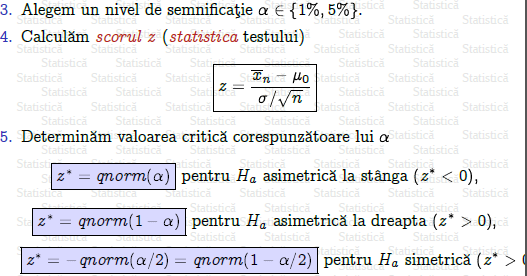 3. Alegem un nivel de semnificaţie α ∈ {1%, 5%}.
4. Calculăm scorul z (statistica testului)
z = (x̅ₙ − μ₀) / (σ/√n)
5. Determinăm valoarea critică corespunzătoare lui α
z* = qnorm(α) pentru Hₐ asimetrică la stânga (z* < 0),
z* = qnorm(1 − α) pentru Hₐ asimetrică la dreapta (z* > 0),
z* = −qnorm(α/2) = qnorm(1 − α/2) pentru Hₐ simetrică (z* >